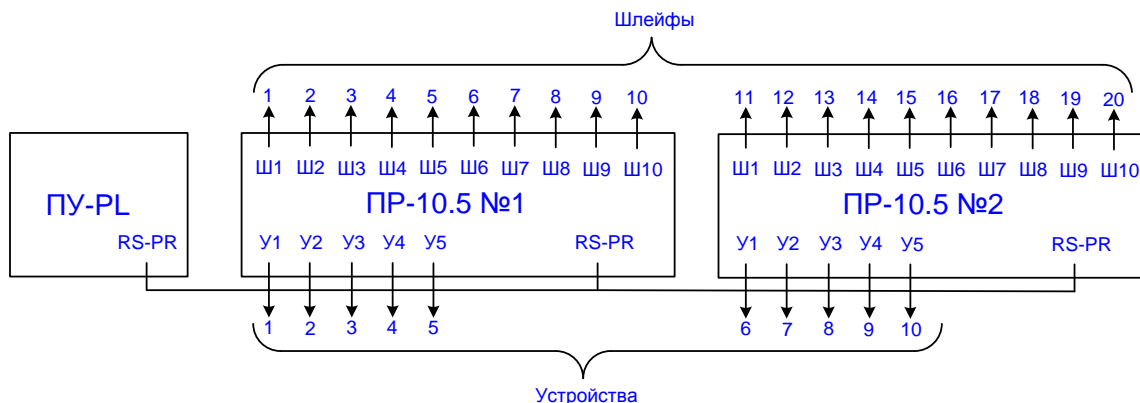 Шлейфы
1 2 3 4 5 6 7 8 9 10 11 12 13 14 15 16 17 18 19 20
Ш1 Ш2 Ш3 Ш4 Ш5 Ш6 Ш7 Ш8 Ш9 Ш10 Ш1 Ш2 Ш3 Ш4 Ш5 Ш6 Ш7 Ш8 Ш9 Ш10
ПУ-PL ПР-10.5 №1 ПР-10.5 №2
RS-PR У1 У2 У3 У4 У5 RS-PR У1 У2 У3 У4 У5 RS-PR
1 2 3 4 5 6 7 8 9 10
Устройства